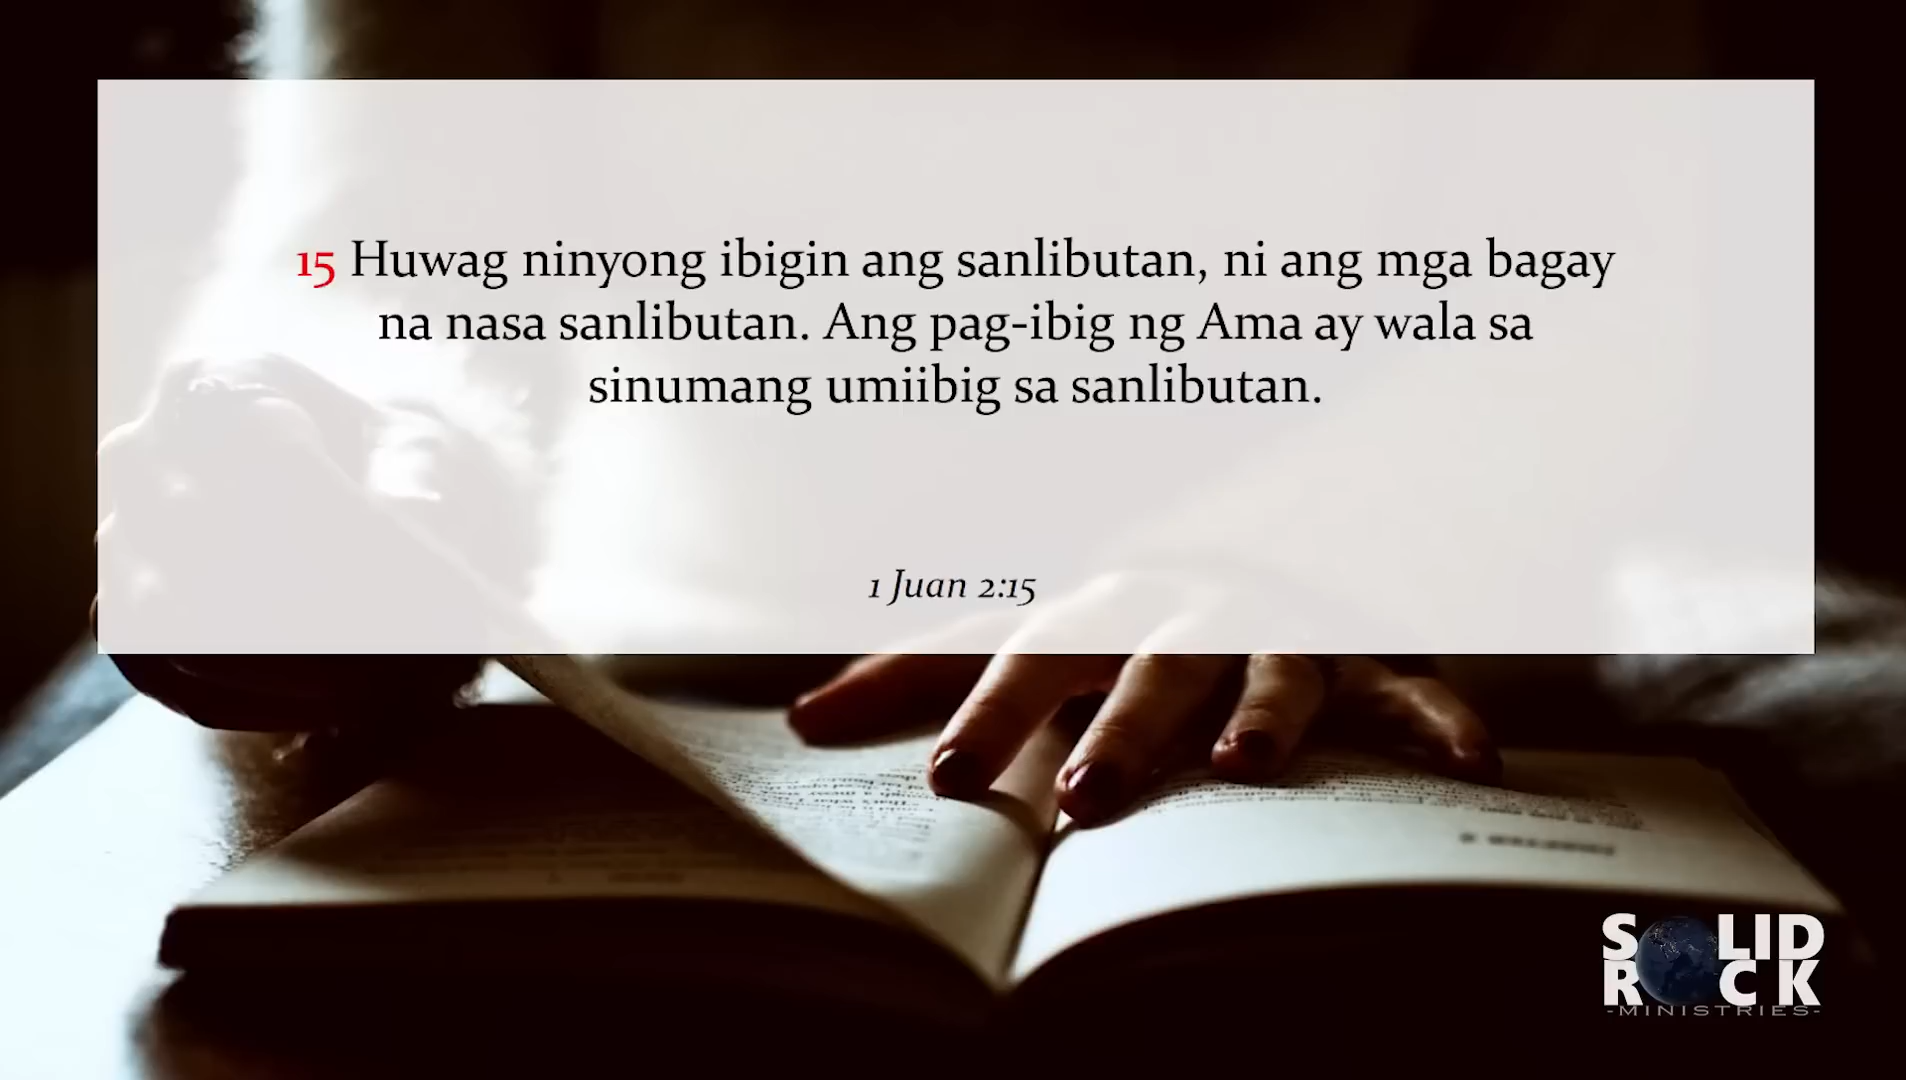 15 Huwag ninyong ibigin ang sanlibutan, ni ang mga bagay
na nasa sanlibutan. Ang pag-ibig ng Ama ay wala sa
sinumang umiibig sa sanlibutan.
1 Juan 2:15
SOLID
ROCK
-MINISTRIES-